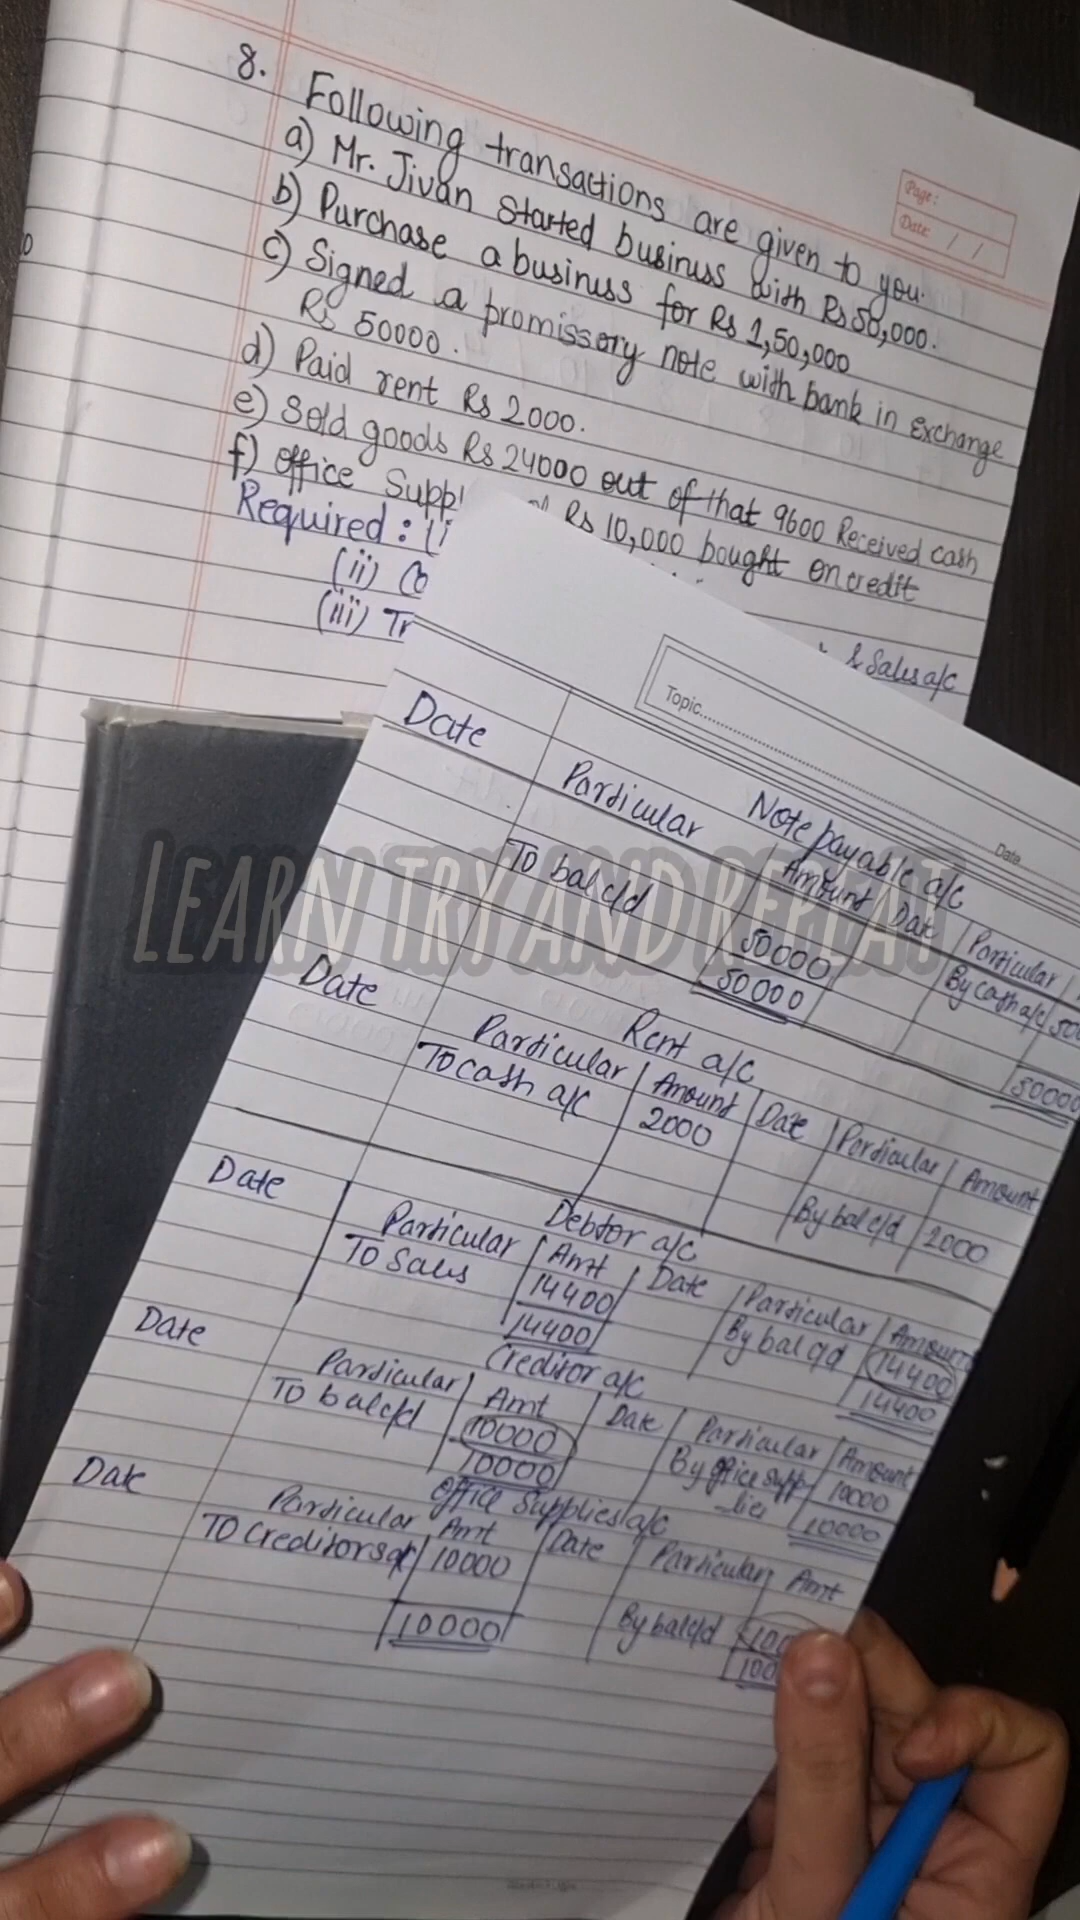 8. Following transactions are given to you.
a) Mr. Jivan started businuss with Rs 50,000.
b) Purchase a businuss for Rs 1,50,000
c) Signed a promissory note with bank in exchange
Rs 50000.
d) Paid rent Rs 2000.
e) Sold goods Rs 24000 out of that 9600 Received cash
f) office Suppl Rs 10,000 bought on credit
Required : (i
(ii) Co
(iii) Tr & Sales a/c
Page:
Date / /
Topic
Date
Note payable a/c
Date Particular Amount Date Particular
To bal c/d 50000 By cash a/c 50
50000 50000
Rent a/c
Date Particular Amount Date Particular Amount
To cash a/c 2000
By bal c/d 2000
Debtor a/c
Date Particular Amt Date Particular Amount
To Sales 14400 By bal c/d 14400
14400 14400
Creditor a/c
Date Particular Amt Date Particular Amount
To bal c/d 10000 By office supp 10000
-lies
10000 10000
Office Supplies a/c
Date Particular Amt Date Particular Amt
To Creditors a/c 10000
By bal c/d 100
10000 100
LEARN TRY AND REPEAT